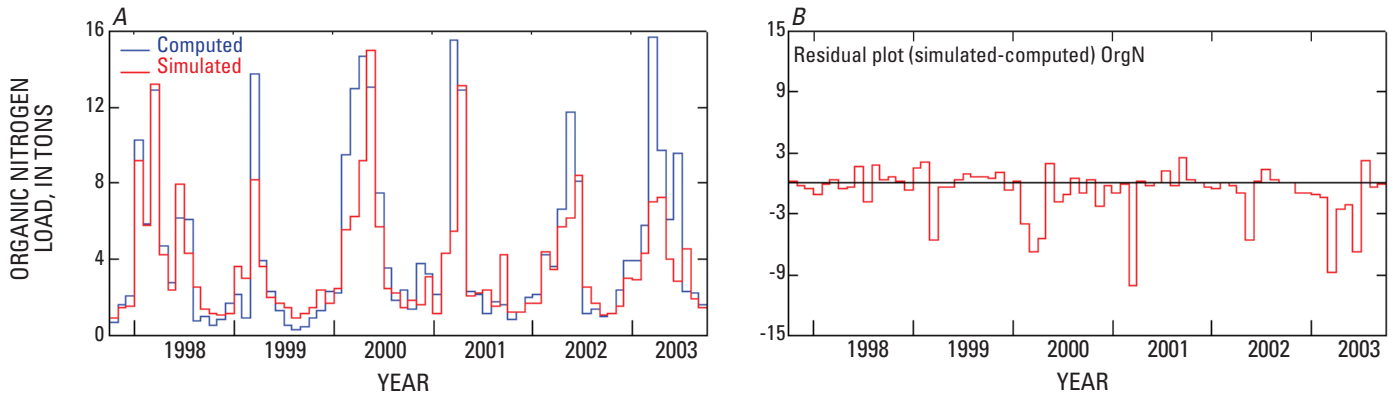 A
Computed
Simulated
ORGANIC NITROGEN
LOAD, IN TONS
16
12
8
4
0
1998 1999 2000 2001 2002 2003
YEAR
B
Residual plot (simulated-computed) OrgN
15
9
3
-3
-9
-15
1998 1999 2000 2001 2002 2003
YEAR